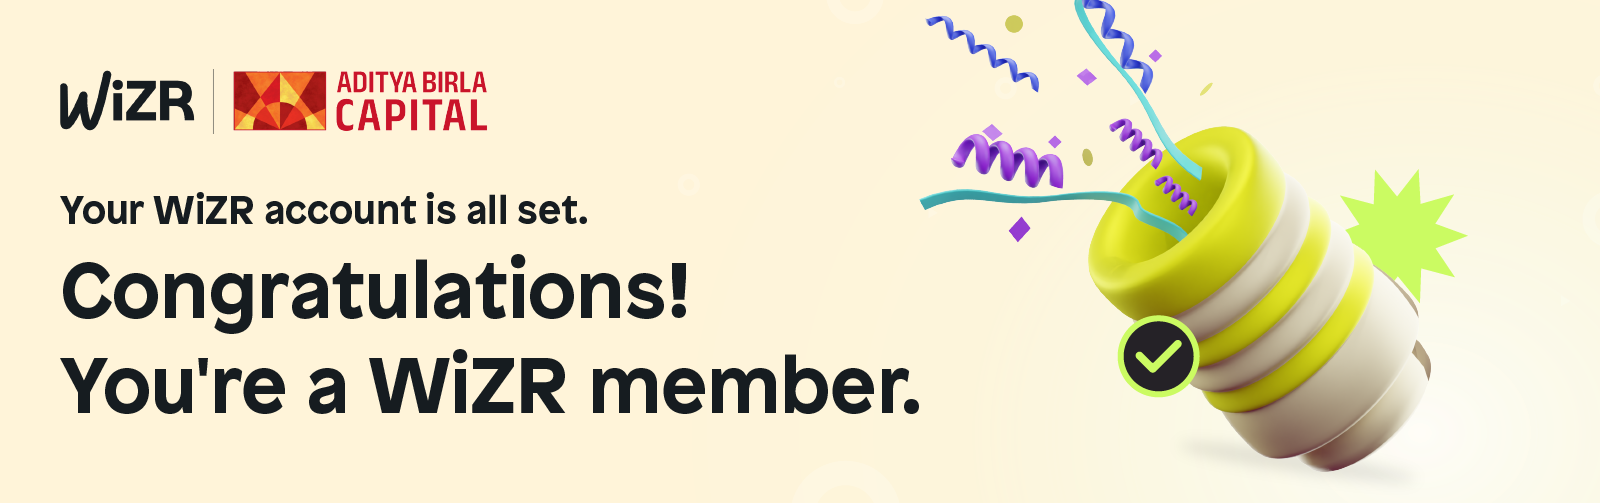 WiZR
ADITYA BIRLA
CAPITAL
Your WiZR account is all set.
Congratulations!
You're a WiZR member.